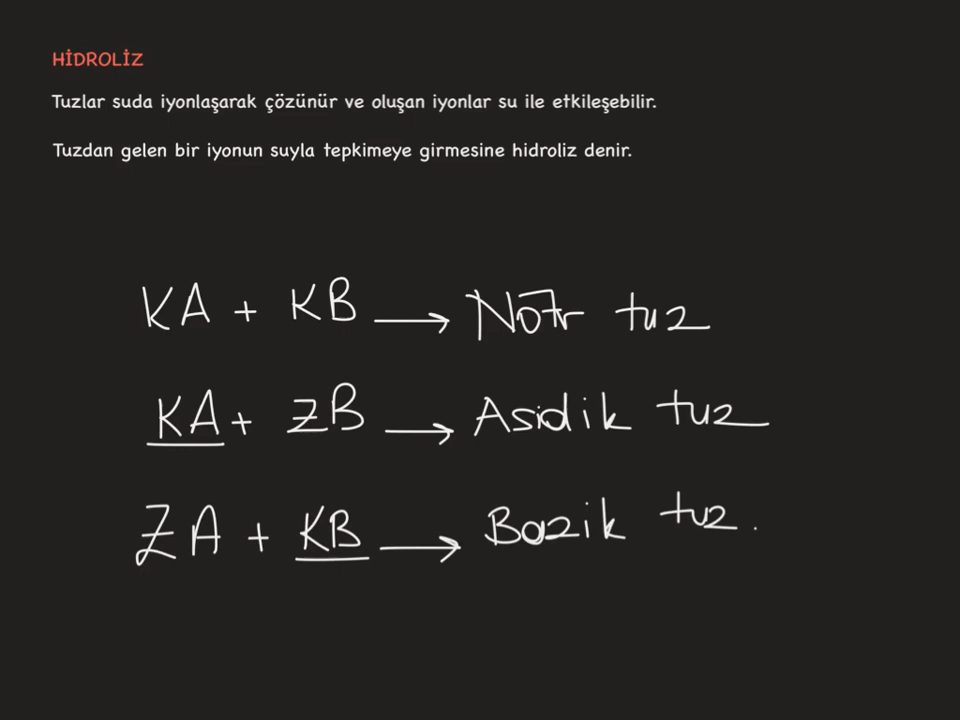 HİDROLİZ
Tuzlar suda iyonlaşarak çözünür ve oluşan iyonlar su ile etkileşebilir.
Tuzdan gelen bir iyonun suyla tepkimeye girmesine hidroliz denir.
KA + KB → Nötr tuz
KA + ZB → Asidik tuz
ZA + KB → Bazik tuz.